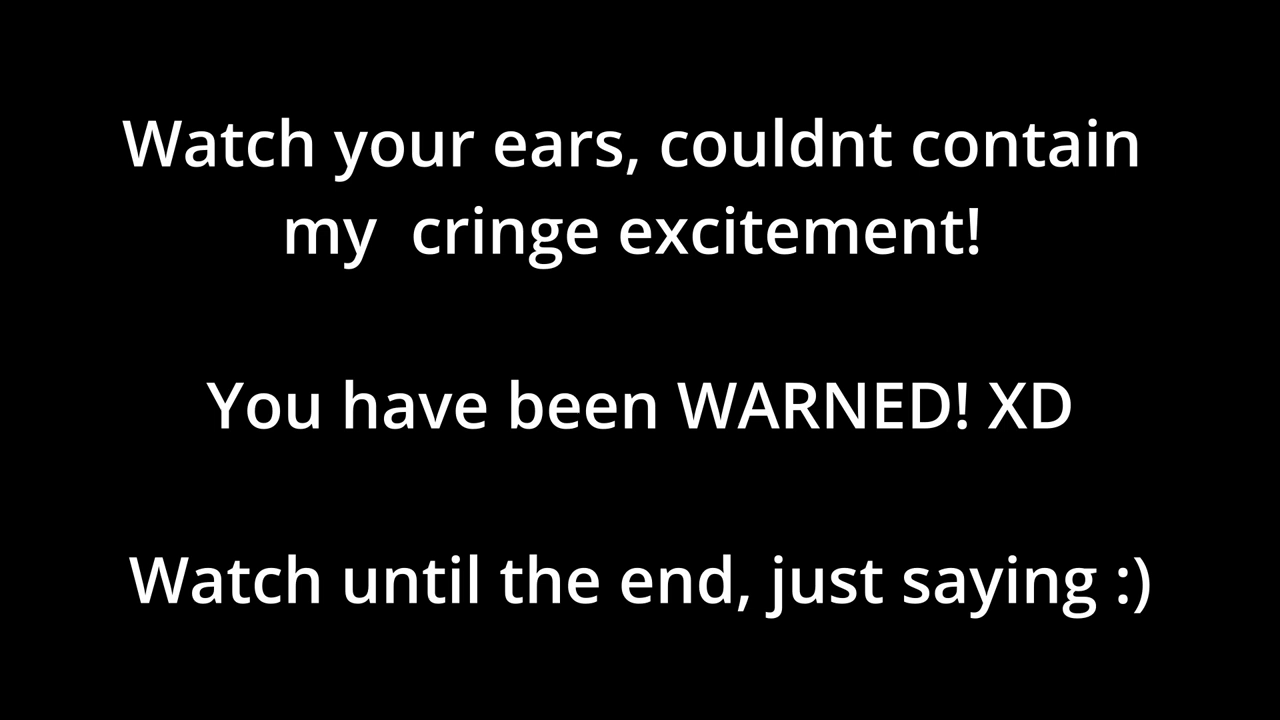 Watch your ears, couldnt contain
my  cringe excitement!
You have been WARNED! XD
Watch until the end, just saying :)